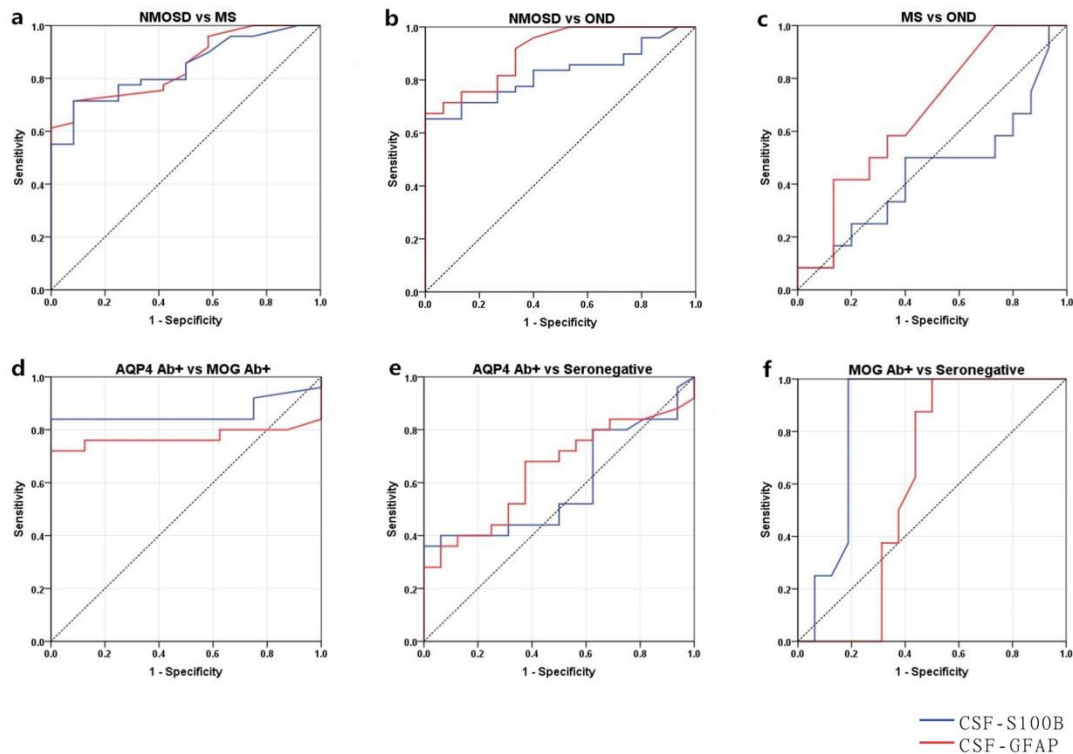 a NMOSD vs MS
1.0
0.8
0.6
0.4
0.2
0.0
Sensitivity
0.0 0.2 0.4 0.6 0.8 1.0
1 - Sepcificity
b NMOSD vs OND
1.0
0.8
0.6
0.4
0.2
0.0
Sensitivity
0.0 0.2 0.4 0.6 0.8 1.0
1 - Specificity
c MS vs OND
1.0
0.8
0.6
0.4
0.2
0.0
Sensitivity
0.0 0.2 0.4 0.6 0.8 1.0
1 - Specificity
d AQP4 Ab+ vs MOG Ab+
1.0
0.8
0.6
0.4
0.2
0.0
Sensitivity
0.0 0.2 0.4 0.6 0.8 1.0
1 - Specificity
e AQP4 Ab+ vs Seronegative
1.0
0.8
0.6
0.4
0.2
0.0
Sensitivity
0.0 0.2 0.4 0.6 0.8 1.0
1 - Specificity
f MOG Ab+ vs Seronegative
1.0
0.8
0.6
0.4
0.2
0.0
Sensitivity
0.0 0.2 0.4 0.6 0.8 1.0
1 - Specificity
CSF-S100B
CSF-GFAP